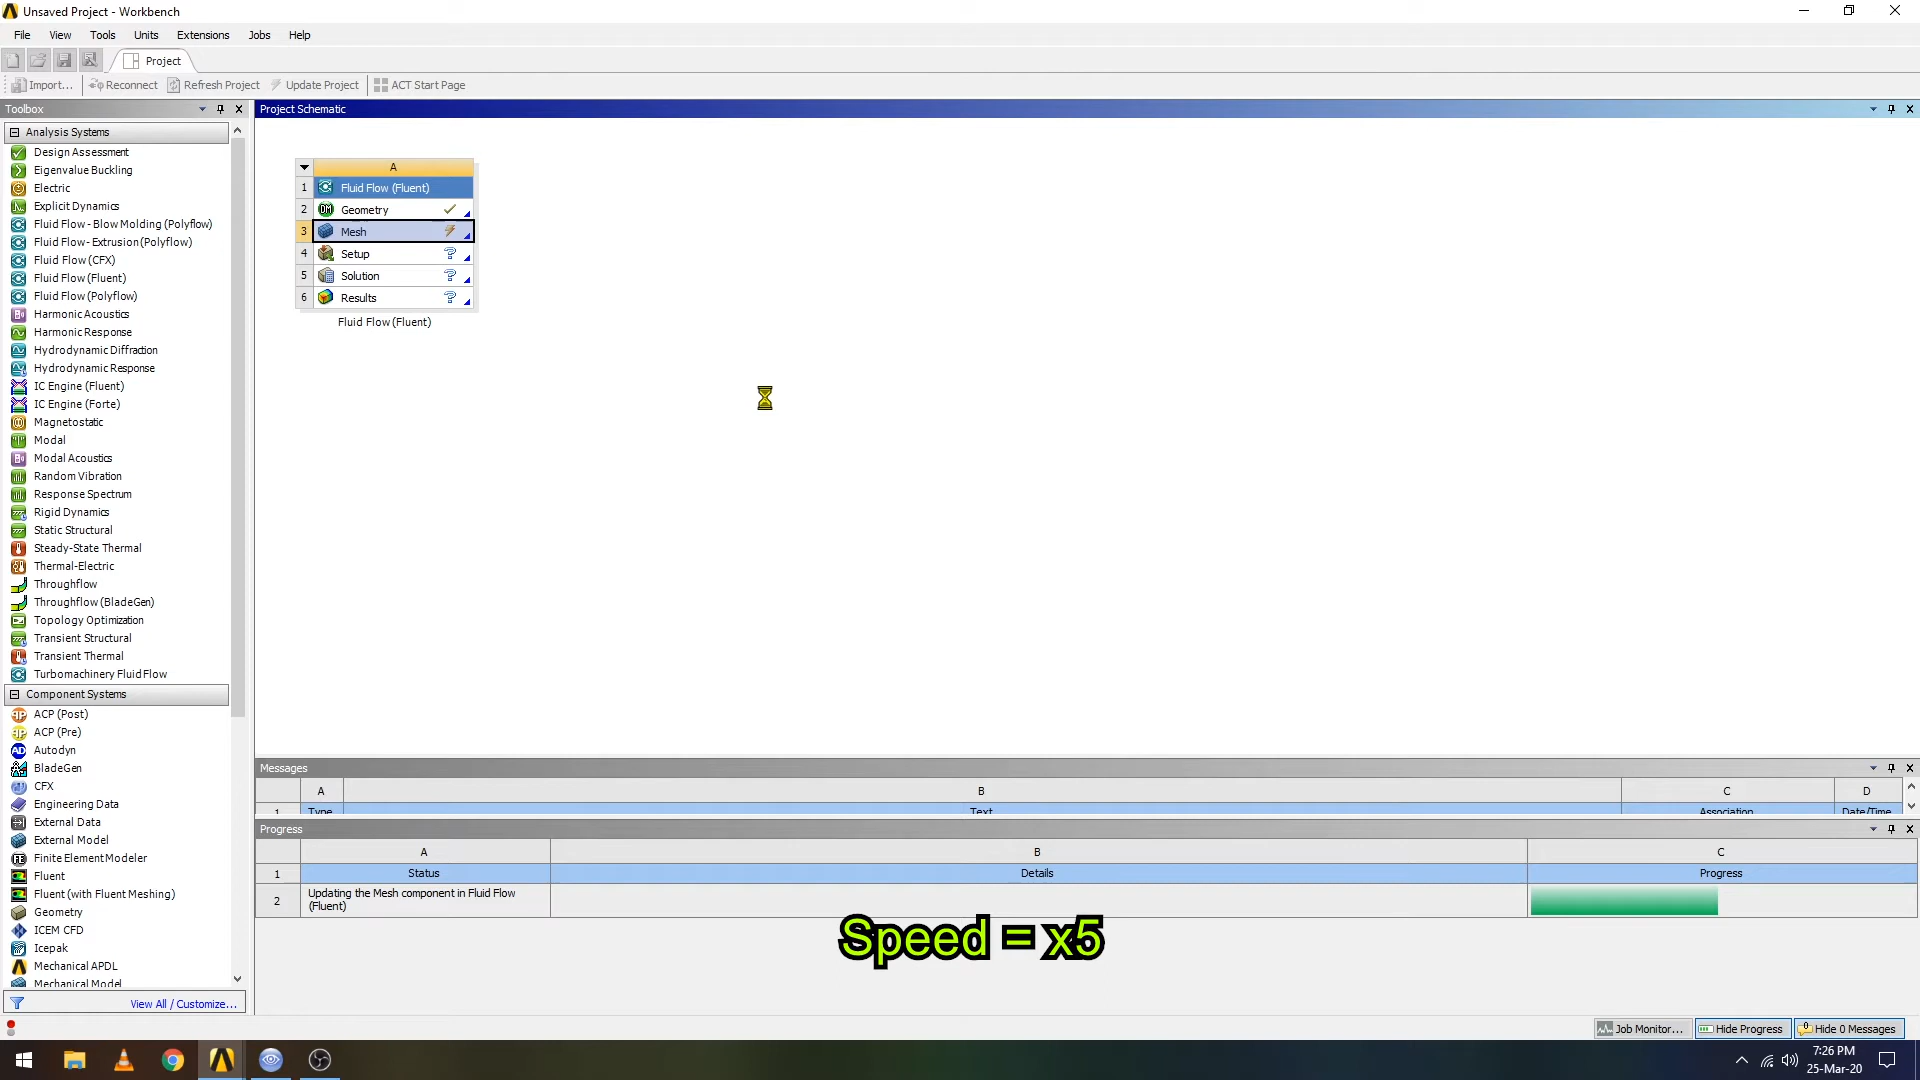 Unsaved Project - Workbench
File View Tools Units Extensions Jobs Help
Project
Import... Reconnect Refresh Project Update Project ACT Start Page
Toolbox
Analysis Systems
Design Assessment
Eigenvalue Buckling
Electric
Explicit Dynamics
Fluid Flow - Blow Molding (Polyflow)
Fluid Flow - Extrusion (Polyflow)
Fluid Flow (CFX)
Fluid Flow (Fluent)
Fluid Flow (Polyflow)
Harmonic Acoustics
Harmonic Response
Hydrodynamic Diffraction
Hydrodynamic Response
IC Engine (Fluent)
IC Engine (Forte)
Magnetostatic
Modal
Modal Acoustics
Random Vibration
Response Spectrum
Rigid Dynamics
Static Structural
Steady-State Thermal
Thermal-Electric
Throughflow
Throughflow (BladeGen)
Topology Optimization
Transient Structural
Transient Thermal
Turbomachinery Fluid Flow
Component Systems
ACP (Post)
ACP (Pre)
Autodyn
BladeGen
CFX
Engineering Data
External Data
External Model
Finite Element Modeler
Fluent
Fluent (with Fluent Meshing)
Geometry
ICEM CFD
Icepak
Mechanical APDL
Mechanical Model
View All / Customize...
Project Schematic
A
1 Fluid Flow (Fluent)
2 DM Geometry
3 Mesh
4 Setup
5 Solution
6 Results
Fluid Flow (Fluent)
Messages
A B C D
1 Type Text Association Date/Time
Progress
A B C
1 Status Details Progress
2 Updating the Mesh component in Fluid Flow
(Fluent)
Speed = x5
Job Monitor... Hide Progress Hide 0 Messages
7:26 PM
25-Mar-20